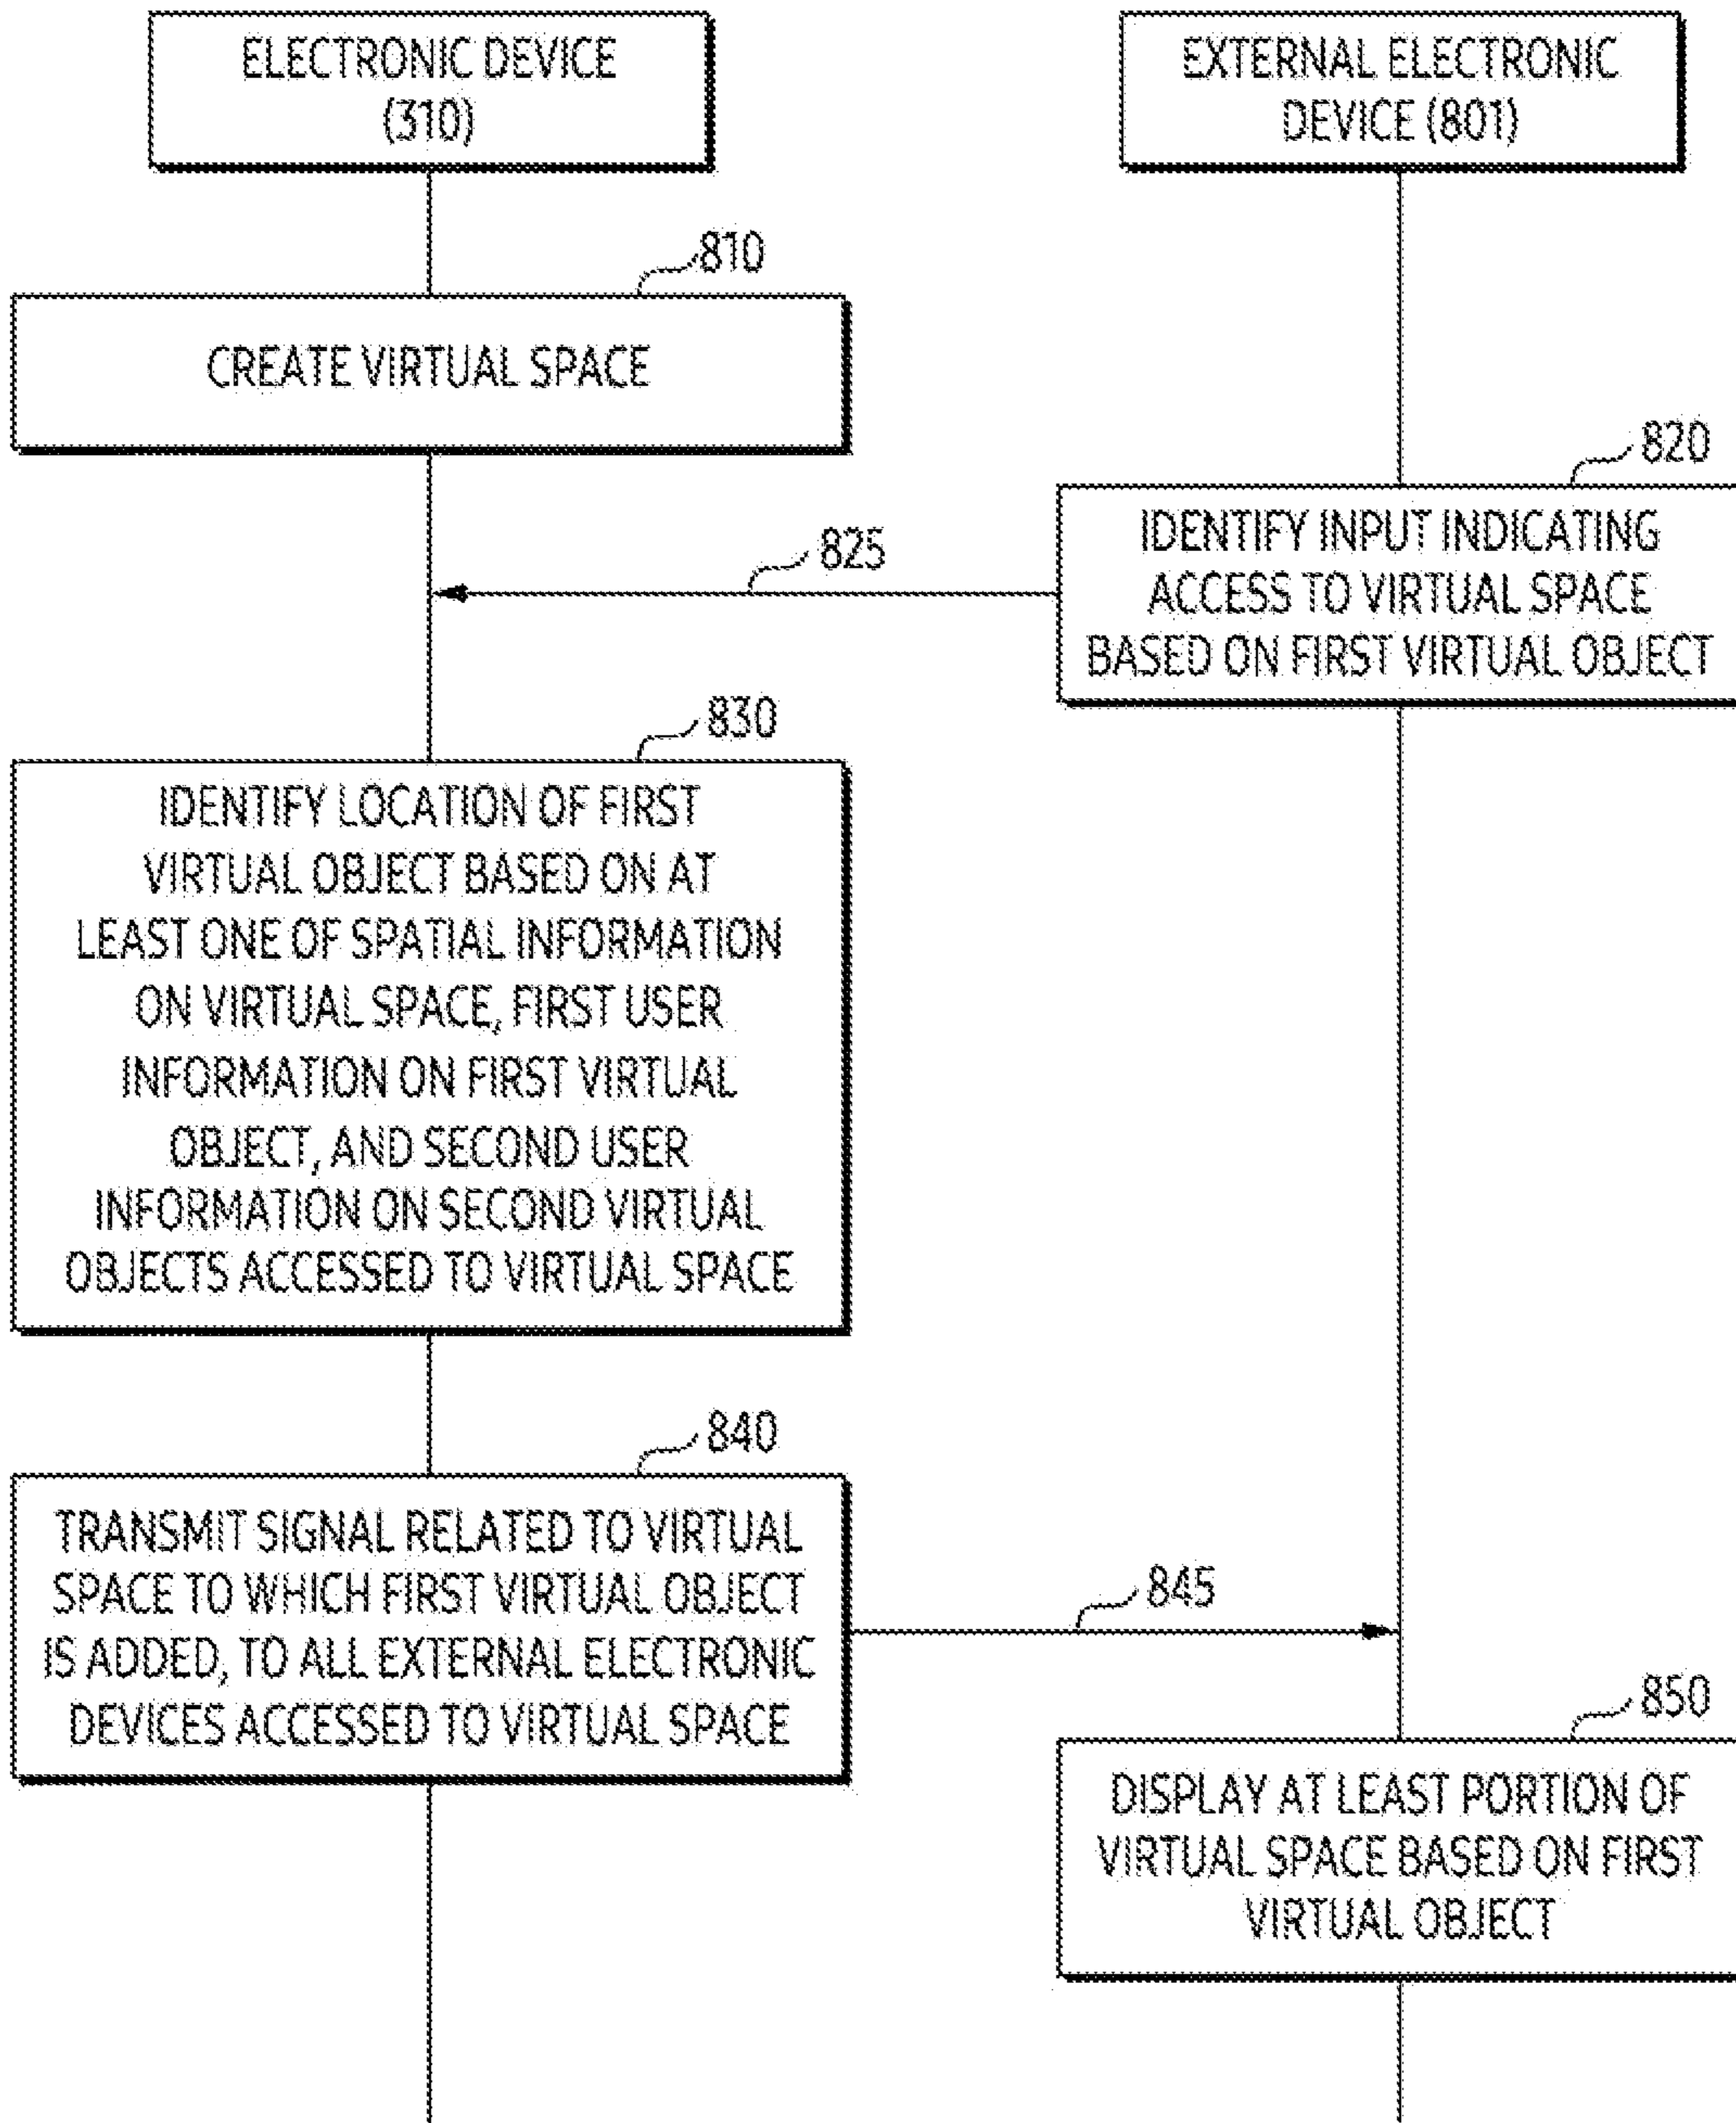 ELECTRONIC DEVICE
(310)
EXTERNAL ELECTRONIC
DEVICE (801)
810
CREATE VIRTUAL SPACE
820
IDENTIFY INPUT INDICATING
ACCESS TO VIRTUAL SPACE
BASED ON FIRST VIRTUAL OBJECT
825
830
IDENTIFY LOCATION OF FIRST
VIRTUAL OBJECT BASED ON AT
LEAST ONE OF SPATIAL INFORMATION
ON VIRTUAL SPACE, FIRST USER
INFORMATION ON FIRST VIRTUAL
OBJECT, AND SECOND USER
INFORMATION ON SECOND VIRTUAL
OBJECTS ACCESSED TO VIRTUAL SPACE
840
TRANSMIT SIGNAL RELATED TO VIRTUAL
SPACE TO WHICH FIRST VIRTUAL OBJECT
IS ADDED, TO ALL EXTERNAL ELECTRONIC
DEVICES ACCESSED TO VIRTUAL SPACE
845
850
DISPLAY AT LEAST PORTION OF
VIRTUAL SPACE BASED ON FIRST
VIRTUAL OBJECT